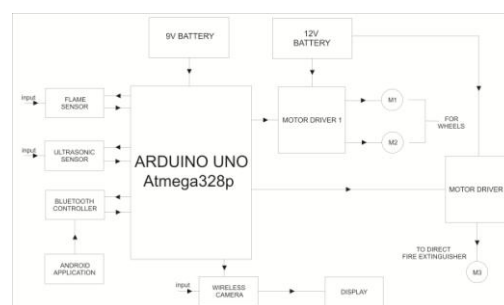 9V BATTERY
12V
BATTERY
Input
FLAME
SENSOR
Input
ULTRASONIC
SENSOR
BLUETOOTH
CONTROLLER
ANDROID
APPLICATION
ARDUINO UNO
Atmega328p
MOTOR DRIVER 1
M1
M2
FOR
WHEELS
MOTOR DRIVER
TO DIRECT
FIRE EXTINGUISHER
M3
Input
WIRELESS
CAMERA
DISPLAY